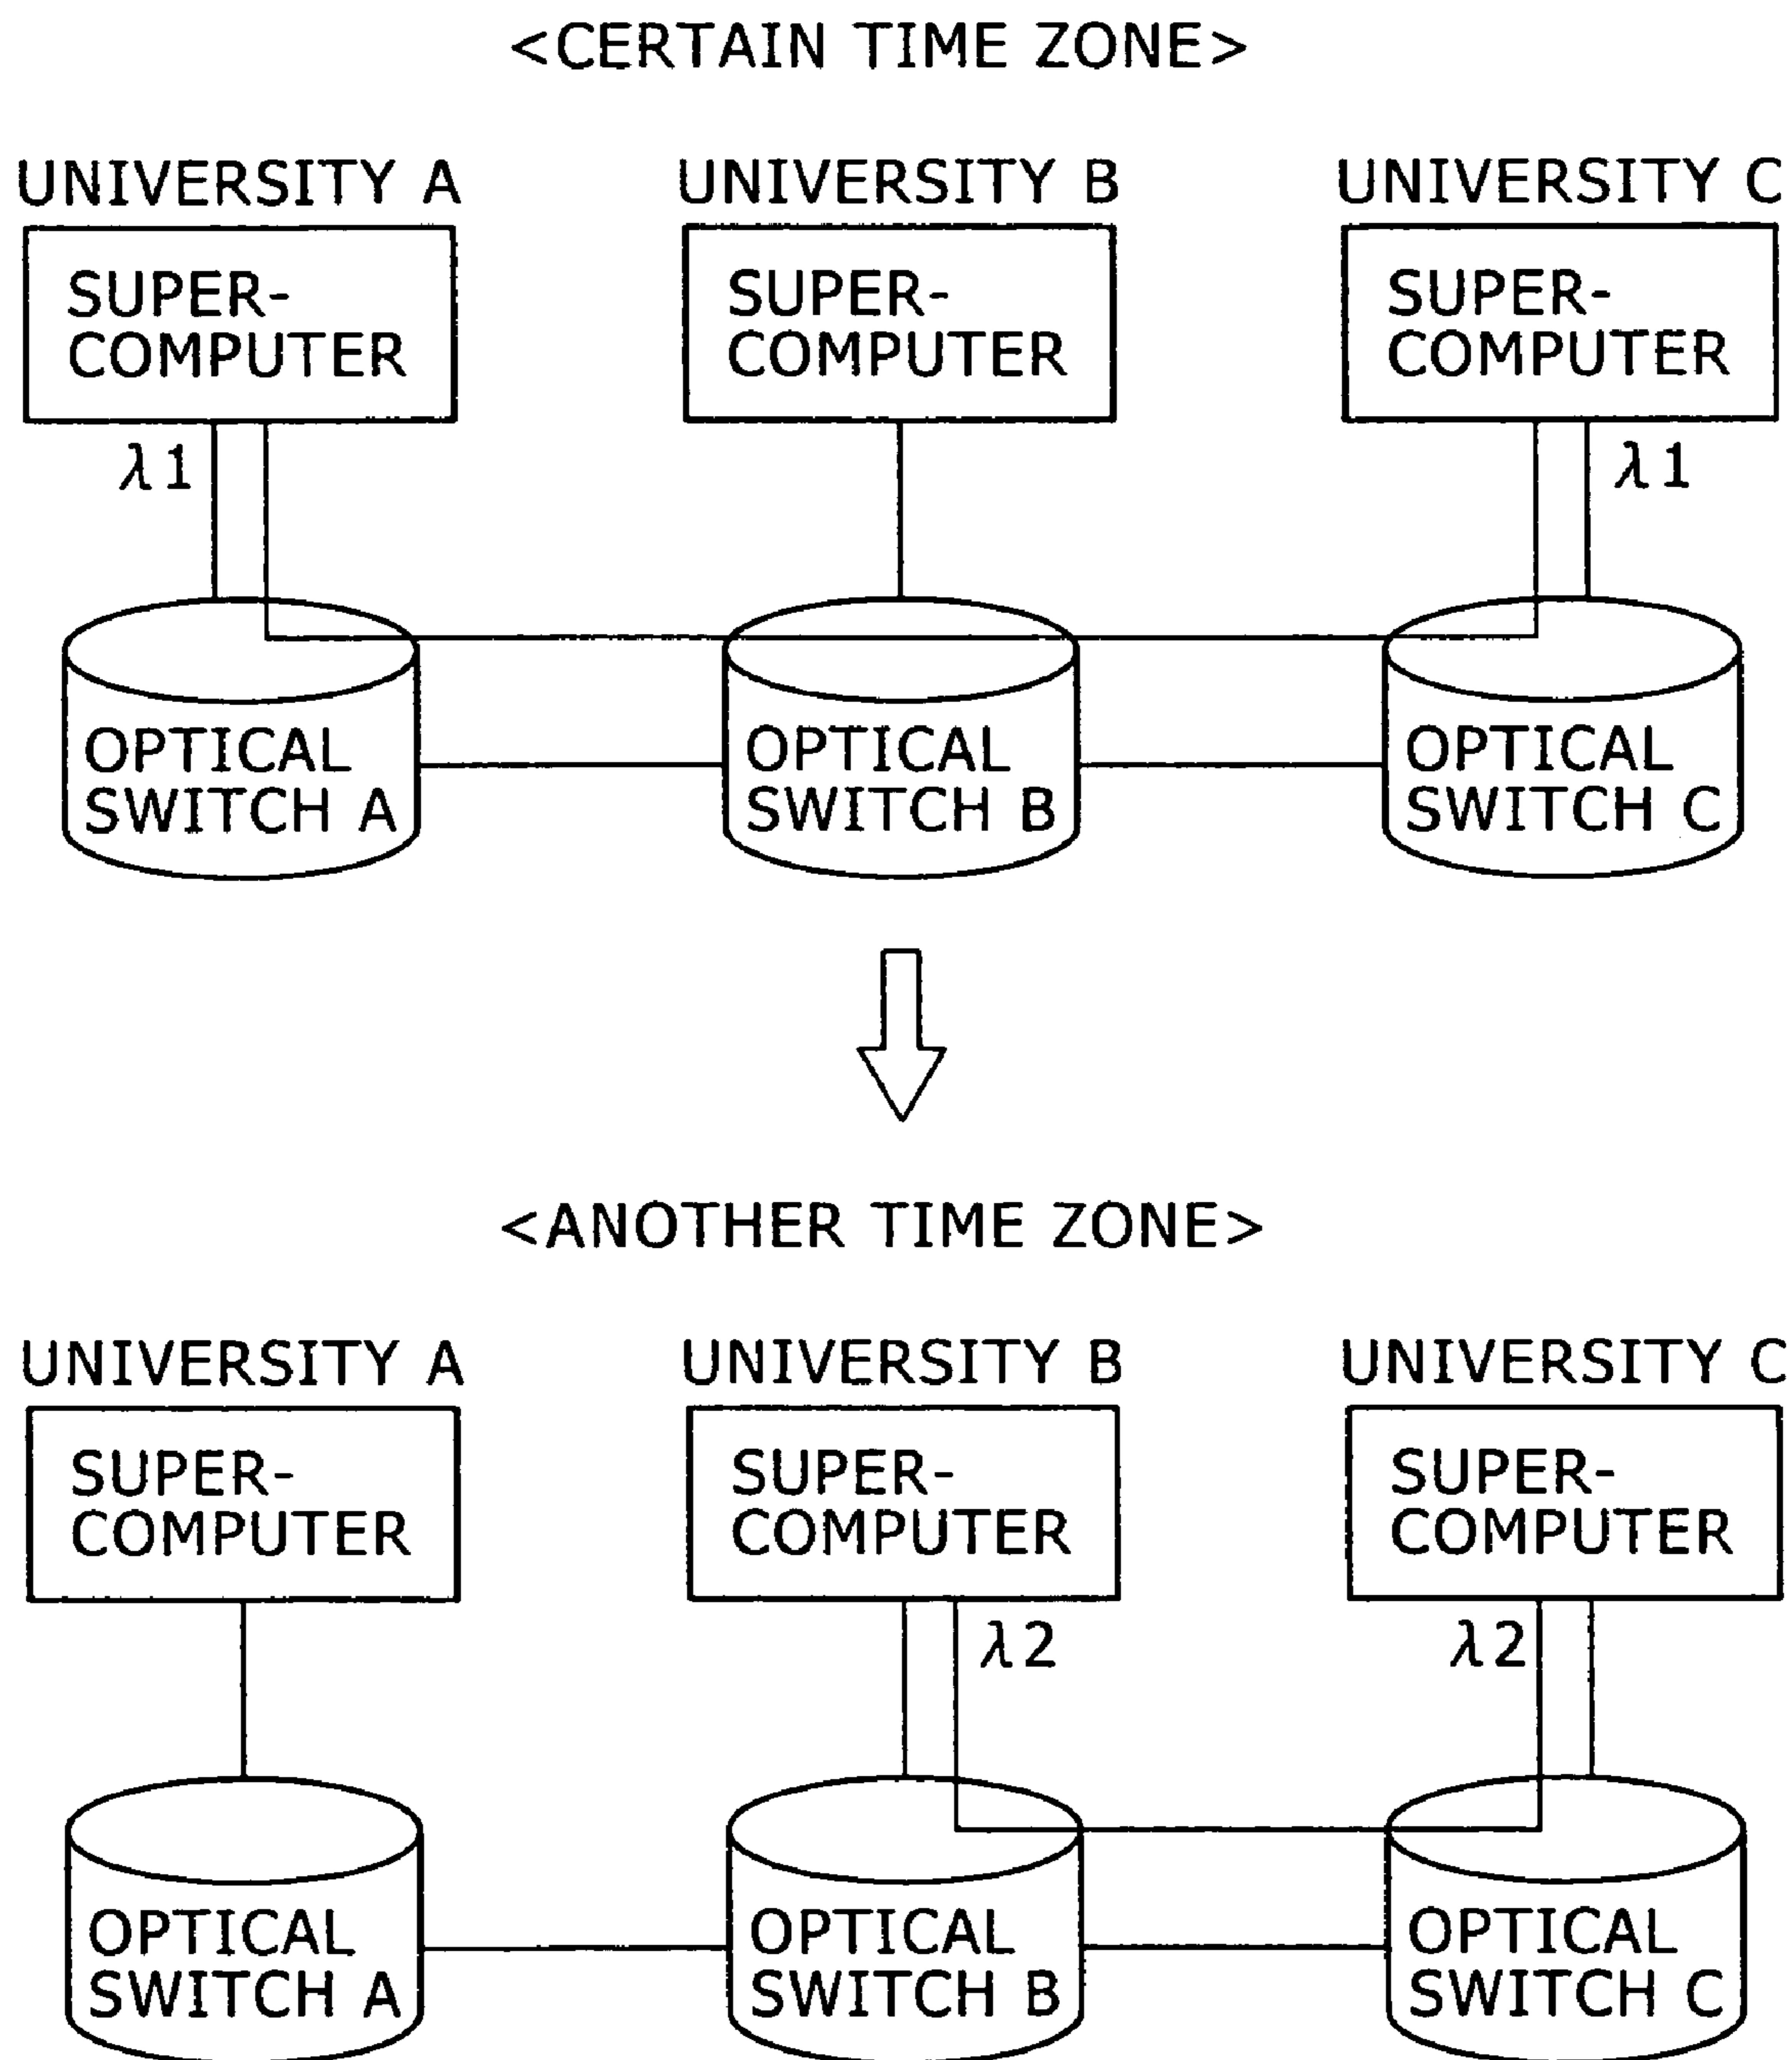 <CERTAIN TIME ZONE>
UNIVERSITY A
UNIVERSITY B
UNIVERSITY C
SUPER-
COMPUTER
SUPER-
COMPUTER
SUPER-
COMPUTER
λ1
λ1
OPTICAL
SWITCH A
OPTICAL
SWITCH B
OPTICAL
SWITCH C
<ANOTHER TIME ZONE>
UNIVERSITY A
UNIVERSITY B
UNIVERSITY C
SUPER-
COMPUTER
SUPER-
COMPUTER
SUPER-
COMPUTER
λ2
λ2
OPTICAL
SWITCH A
OPTICAL
SWITCH B
OPTICAL
SWITCH C